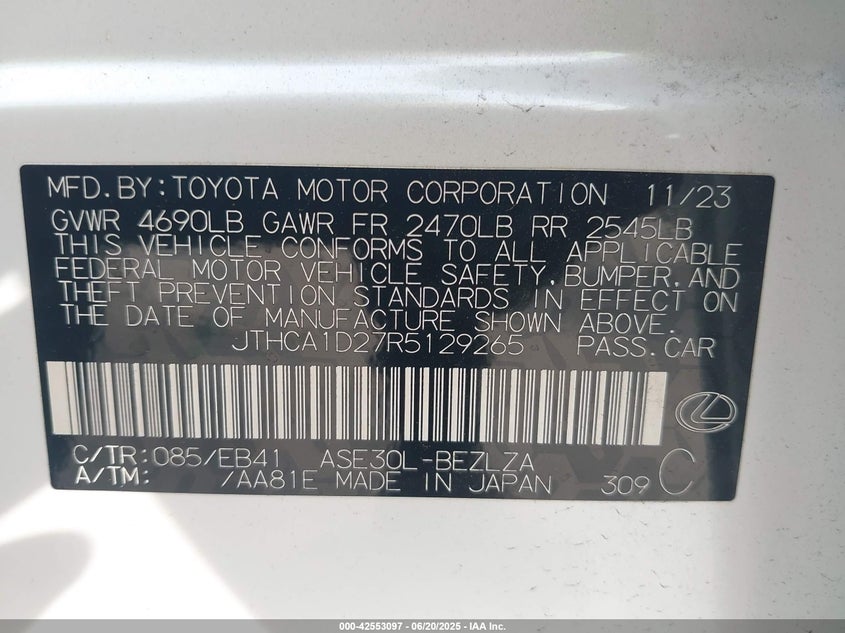 MFD.BY:TOYOTA MOTOR CORPORATION 11/23
GVWR 4690LB GAWR FR 2470LB RR 2545LB
THIS VEHICLE CONFORMS TO ALL APPLICABLE
FEDERAL MOTOR VEHICLE SAFETY,BUMPER,AND
THEFT PREVENTION STANDARDS IN EFFECT ON
THE DATE OF MANUFACTURE SHOWN ABOVE.
JTHCA1D27R5129265 PASS.CAR
C/TR:085/EB41 ASE30L-BEZLZA
A/TM: /AA81E MADE IN JAPAN 309 C
000-42553097 - 06/20/2025 - IAA Inc.